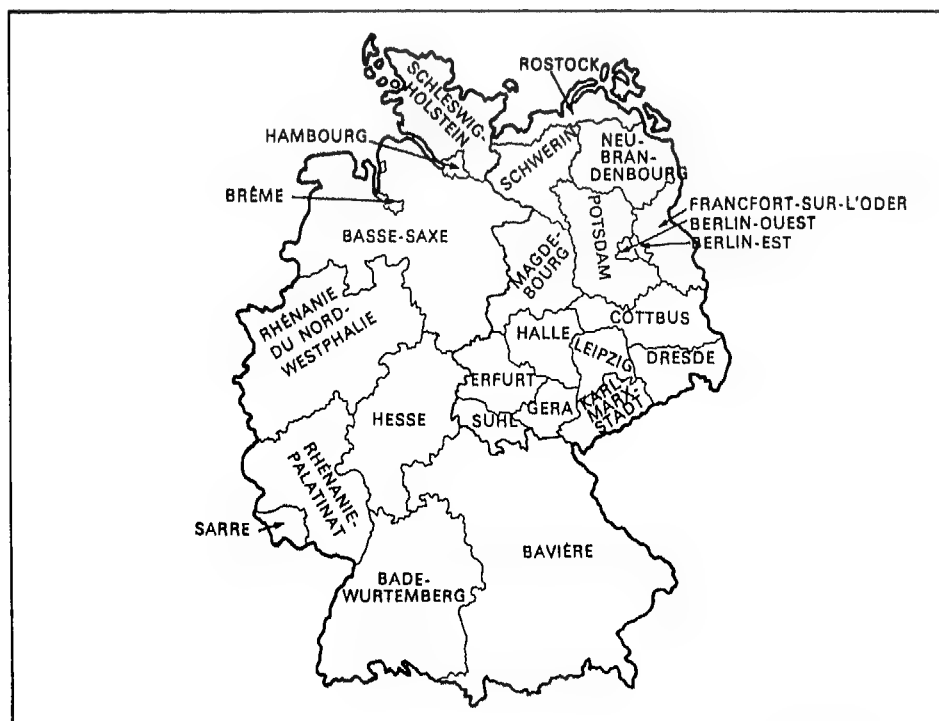 SCHLESWIG-
HOLSTEIN
ROSTOCK
HAMBOURG
SCHWERIN
NEU-
BRAN-
DENBOURG
BRÊME
FRANCFORT-SUR-L'ODER
BERLIN-OUEST
BERLIN-EST
POTSDAM
BASSE-SAXE
MAGDE-
BOURG
RHÉNANIE
DU NORD-
WESTPHALIE
COTTBUS
HALLE
LEIPZIG
DRESDE
ERFURT
KARL-
MARX-
STADT
GERA
SUHL
HESSE
RHÉNANIE-
PALATINAT
SARRE
BAVIÈRE
BADE-
WURTEMBERG